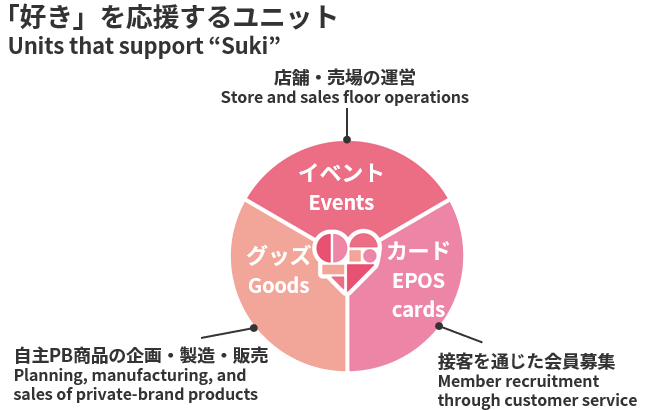 「好き」を応援するユニット
Units that support “Suki”
店舗・売場の運営
Store and sales floor operations
イベント
Events
グッズ
Goods
カード
EPOS
cards
自主PB商品の企画・製造・販売
Planning, manufacturing, and
sales of private-brand products
接客を通じた会員募集
Member recruitment
through customer service